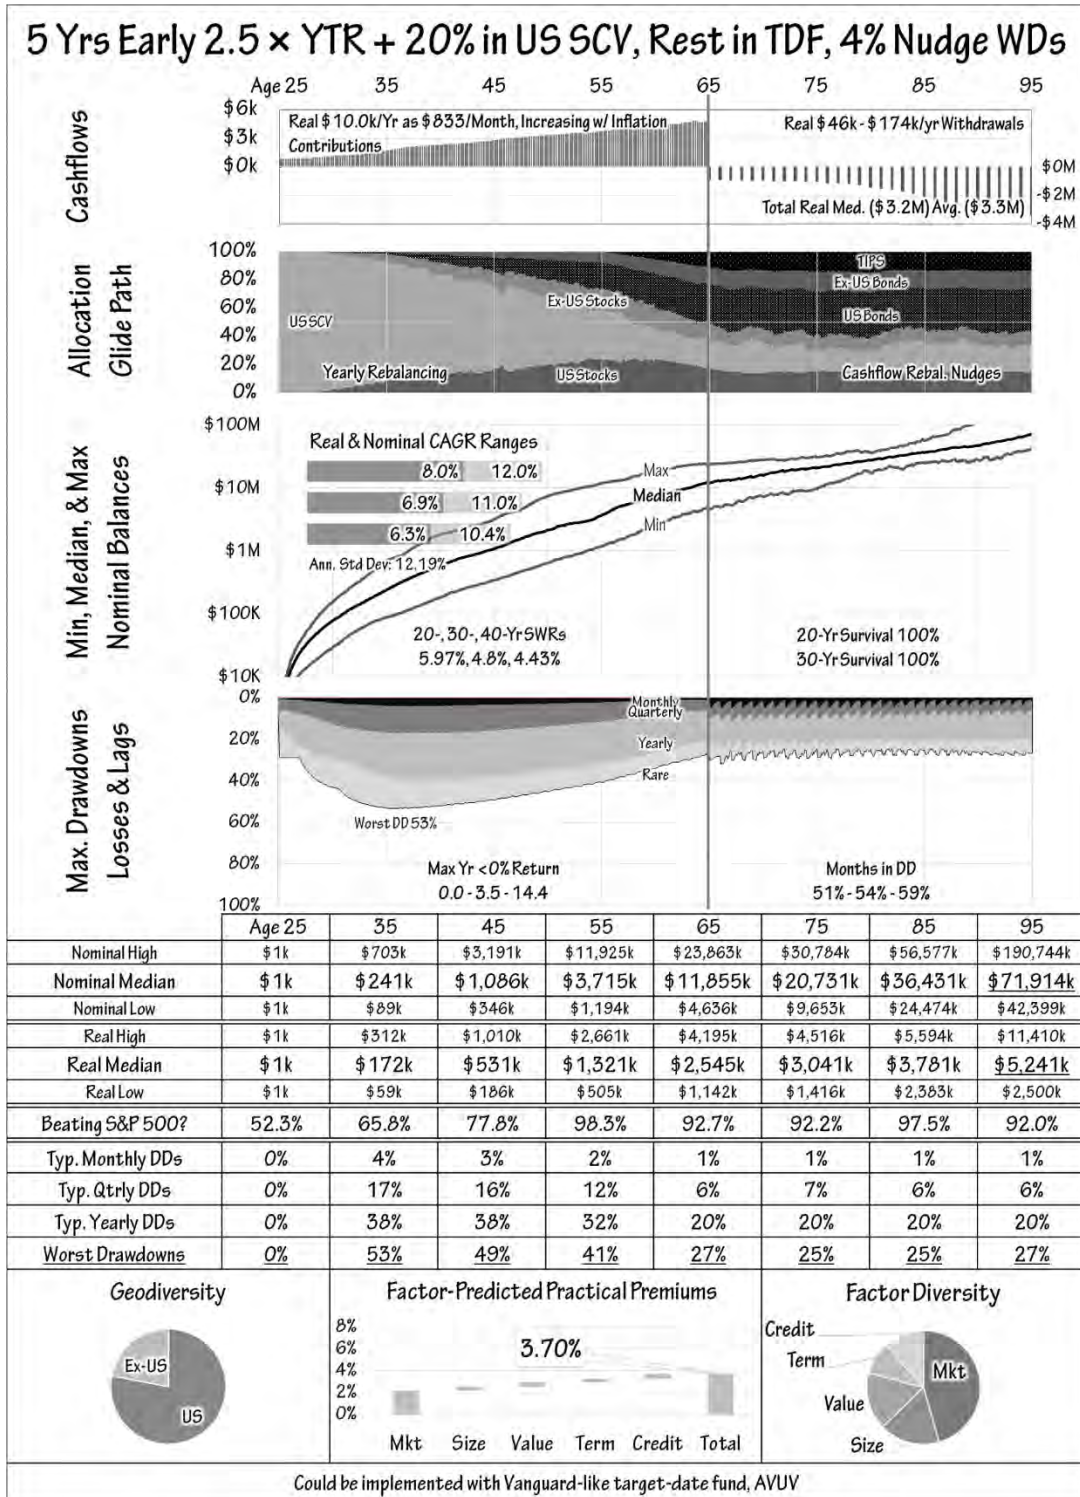 5 Yrs Early 2.5 × YTR + 20% in US SCV, Rest in TDF, 4% Nudge WDs
Age 25 35 45 55 65 75 85 95
Cashflows
$6k
$3k
$0k
Real $10.0k/Yr as $833/Month, Increasing w/ Inflation
Contributions
Real $46k - $174k/yr Withdrawals
Total Real Med. ($3.2M) Avg. ($3.3M)
$0M
-$2M
-$4M
Allocation
Glide Path
100%
80%
60%
40%
20%
0%
US SCV
Ex-US Stocks
TIPS
Ex-US Bonds
US Bonds
Yearly Rebalancing
US Stocks
Cashflow Rebal. Nudges
Min, Median, & Max
Nominal Balances
$100M
$10M
$1M
$100K
$10K
Real & Nominal CAGR Ranges
8.0% 12.0%
6.9% 11.0%
6.3% 10.4%
Ann. Std Dev: 12.19%
Max
Median
Min
20-, 30-, 40-Yr SWRs
5.97%, 4.8%, 4.43%
20-Yr Survival 100%
30-Yr Survival 100%
Max. Drawdowns
Losses & Lags
0%
20%
40%
60%
80%
100%
Monthly
Quarterly
Yearly
Rare
Worst DD 53%
Max Yr <0% Return
0.0 - 3.5 - 14.4
Months in DD
51% - 54% - 59%
Age 25 35 45 55 65 75 85 95
Nominal High $1k $703k $3,191k $11,925k $23,863k $30,784k $56,577k $190,744k
Nominal Median $1k $241k $1,086k $3,715k $11,855k $20,731k $36,431k $71,914k
Nominal Low $1k $89k $346k $1,194k $4,636k $9,653k $24,474k $42,399k
Real High $1k $312k $1,010k $2,661k $4,195k $4,516k $5,594k $11,410k
Real Median $1k $172k $531k $1,321k $2,545k $3,041k $3,781k $5,241k
Real Low $1k $59k $186k $505k $1,142k $1,416k $2,383k $2,500k
Beating S&P 500? 52.3% 65.8% 77.8% 98.3% 92.7% 92.2% 97.5% 92.0%
Typ. Monthly DDs 0% 4% 3% 2% 1% 1% 1% 1%
Typ. Qtrly DDs 0% 17% 16% 12% 6% 7% 6% 6%
Typ. Yearly DDs 0% 38% 38% 32% 20% 20% 20% 20%
Worst Drawdowns 0% 53% 49% 41% 27% 25% 25% 27%
Geodiversity
Ex-US
US
Factor-Predicted Practical Premiums
8%
6%
4%
2%
0%
3.70%
Mkt Size Value Term Credit Total
Factor Diversity
Credit
Term
Value
Size
Mkt
Could be implemented with Vanguard-like target-date fund, AVUV